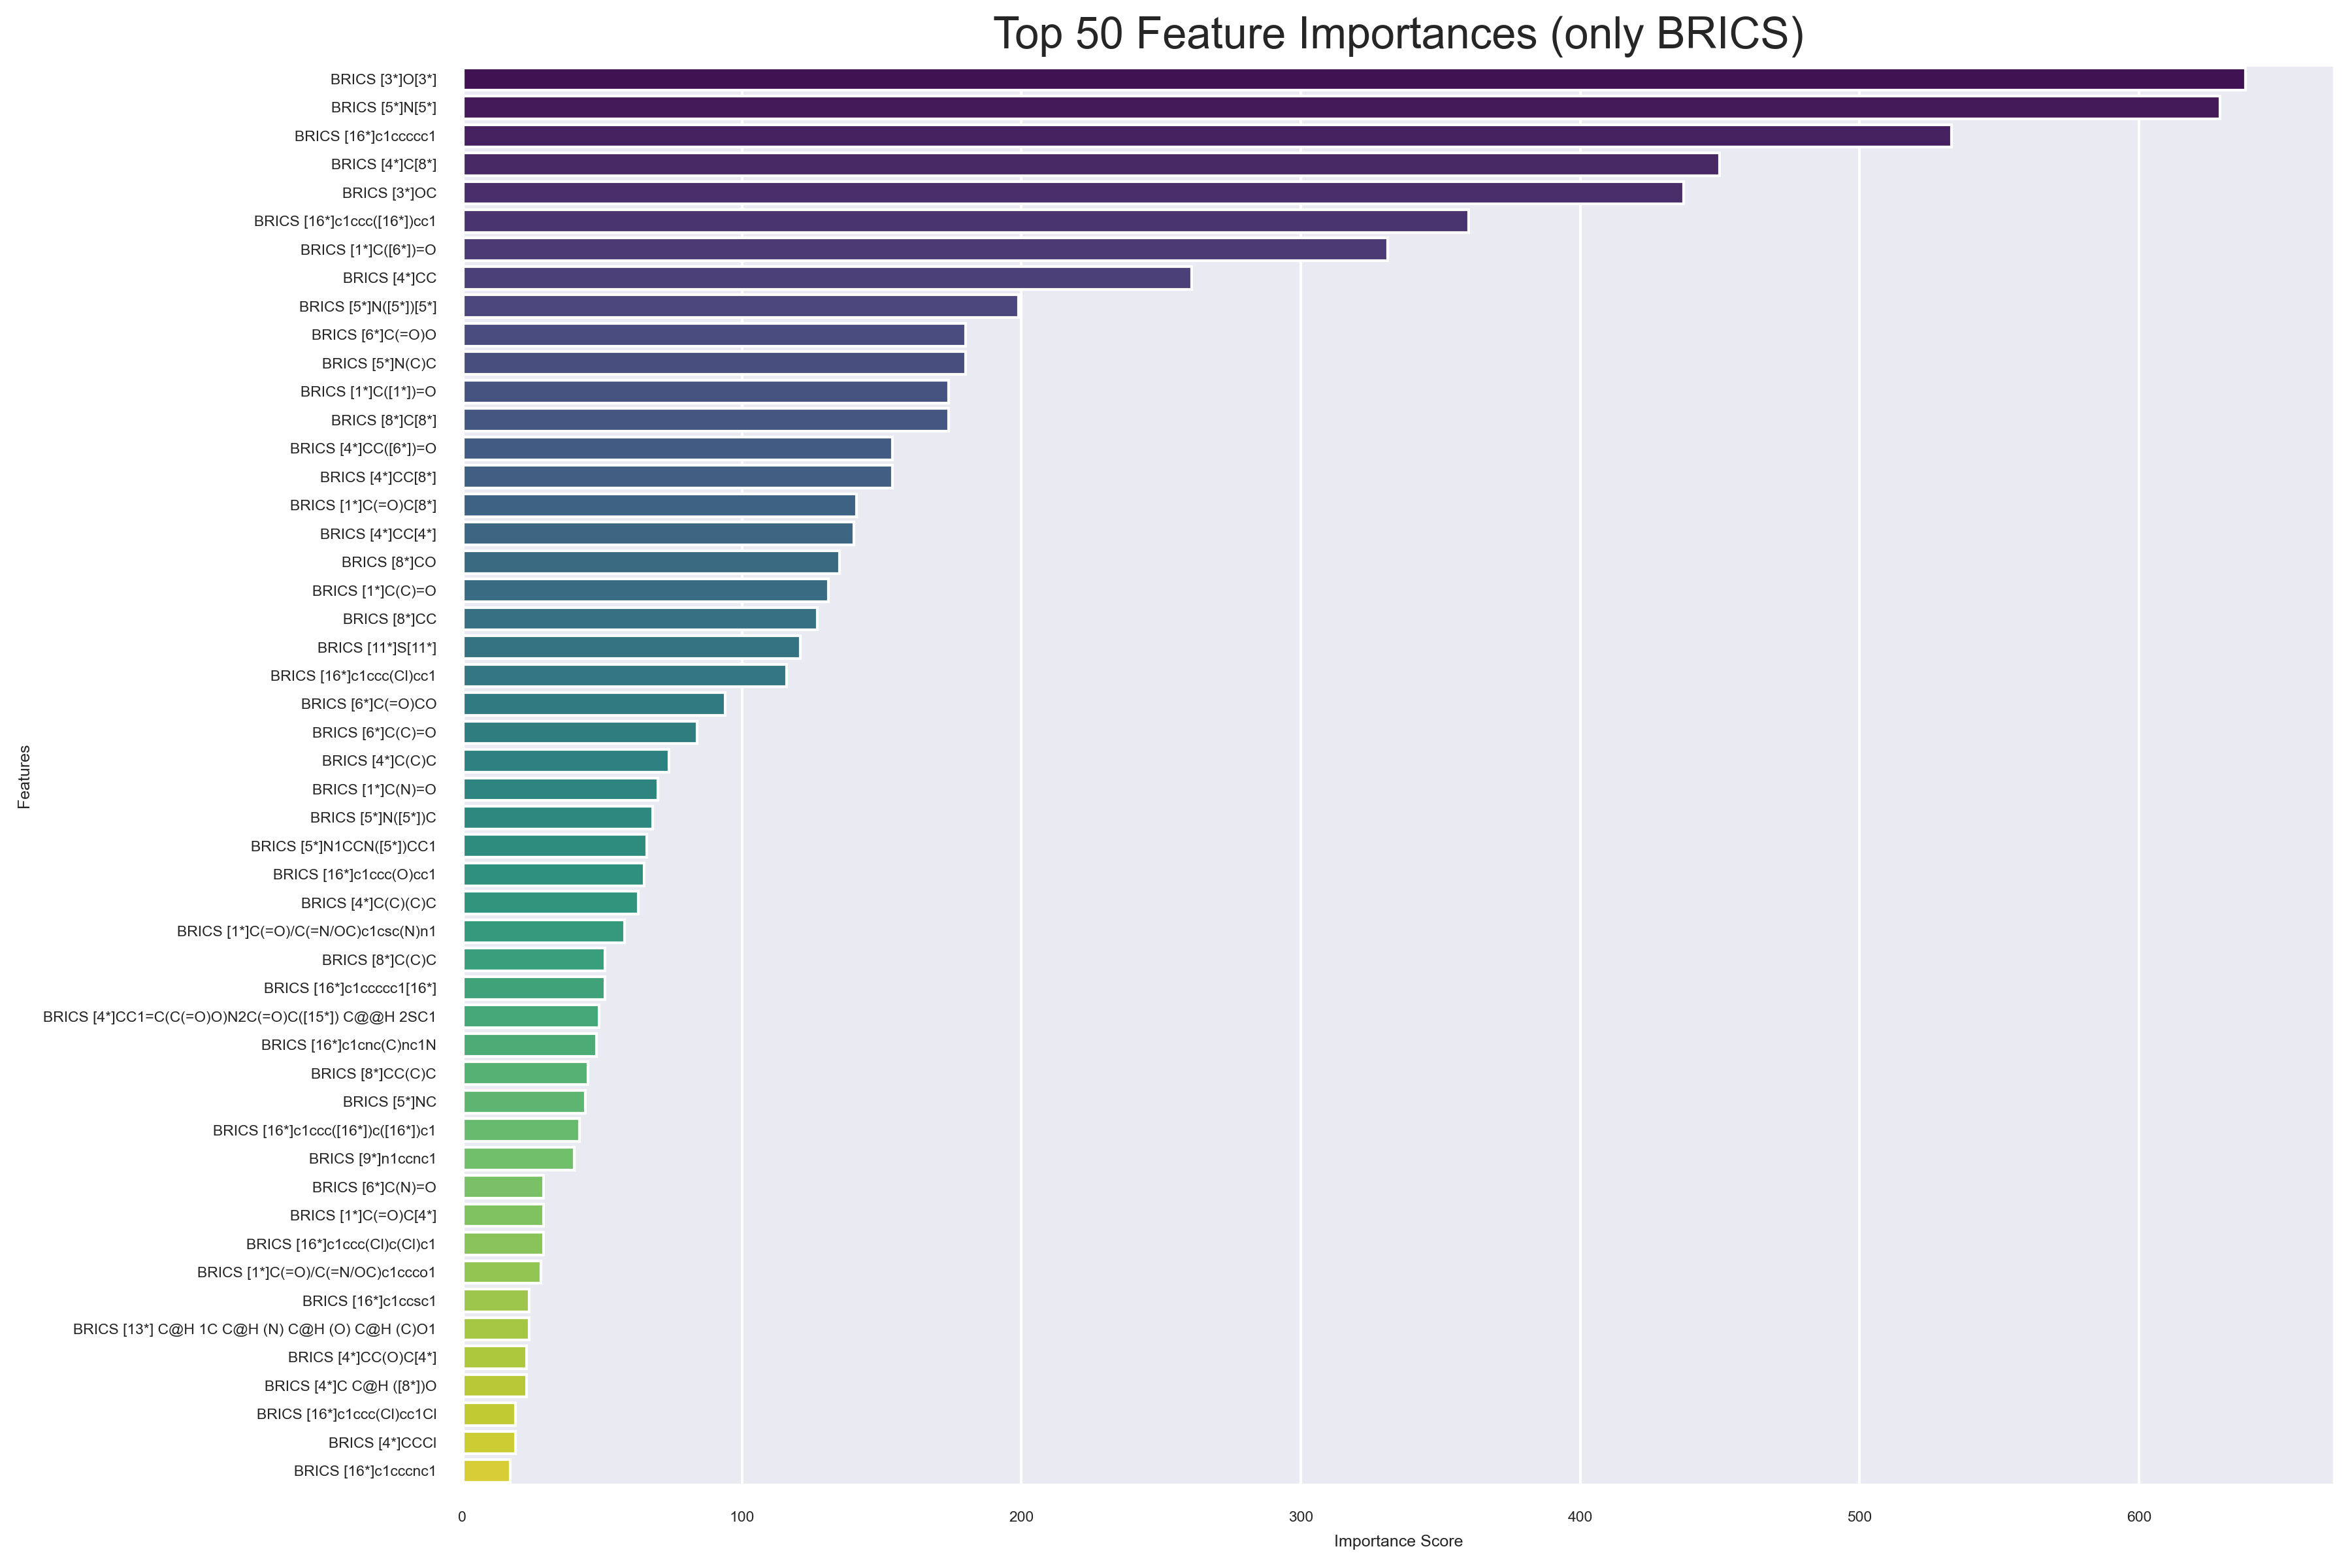 Top 50 Feature Importances (only BRICS)
BRICS [3*]O[3*]
BRICS [5*]N[5*]
BRICS [16*]c1ccccc1
BRICS [4*]C[8*]
BRICS [3*]OC
BRICS [16*]c1ccc([16*])cc1
BRICS [1*]C([6*])=O
BRICS [4*]CC
BRICS [5*]N([5*])[5*]
BRICS [6*]C(=O)O
BRICS [5*]N(C)C
BRICS [1*]C([1*])=O
BRICS [8*]C[8*]
BRICS [4*]CC([6*])=O
BRICS [4*]CC[8*]
BRICS [1*]C(=O)C[8*]
BRICS [4*]CC[4*]
BRICS [8*]CO
BRICS [1*]C(C)=O
BRICS [8*]CC
BRICS [11*]S[11*]
BRICS [16*]c1ccc(Cl)cc1
BRICS [6*]C(=O)CO
BRICS [6*]C(C)=O
BRICS [4*]C(C)C
BRICS [1*]C(N)=O
BRICS [5*]N([5*])C
BRICS [5*]N1CCN([5*])CC1
BRICS [16*]c1ccc(O)cc1
BRICS [4*]C(C)(C)C
BRICS [1*]C(=O)/C(=N/OC)c1csc(N)n1
BRICS [8*]C(C)C
BRICS [16*]c1ccccc1[16*]
BRICS [4*]CC1=C(C(=O)O)N2C(=O)C([15*]) C@@H 2SC1
BRICS [16*]c1cnc(C)nc1N
BRICS [8*]CC(C)C
BRICS [5*]NC
BRICS [16*]c1ccc([16*])c([16*])c1
BRICS [9*]n1ccnc1
BRICS [6*]C(N)=O
BRICS [1*]C(=O)C[4*]
BRICS [16*]c1ccc(Cl)c(Cl)c1
BRICS [1*]C(=O)/C(=N/OC)c1ccco1
BRICS [16*]c1ccsc1
BRICS [13*] C@H 1C C@H (N) C@H (O) C@H (C)O1
BRICS [4*]CC(O)C[4*]
BRICS [4*]C C@H ([8*])O
BRICS [16*]c1ccc(Cl)cc1Cl
BRICS [4*]CCCl
BRICS [16*]c1cccnc1
Features
0 100 200 300 400 500 600
Importance Score